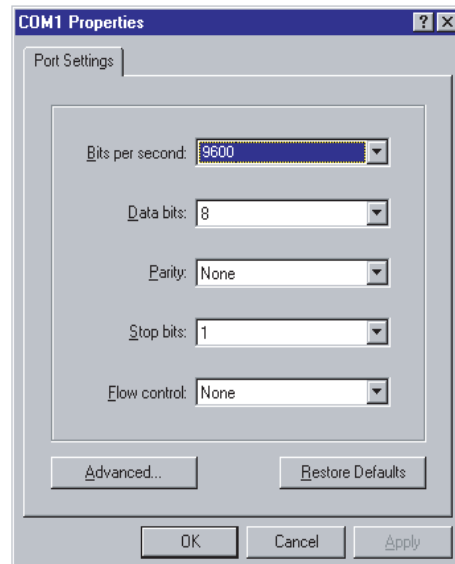 COM1 Properties
Port Settings
Bits per second: 9600
Data bits: 8
Parity: None
Stop bits: 1
Flow control: None
Advanced... Restore Defaults
OK Cancel Apply